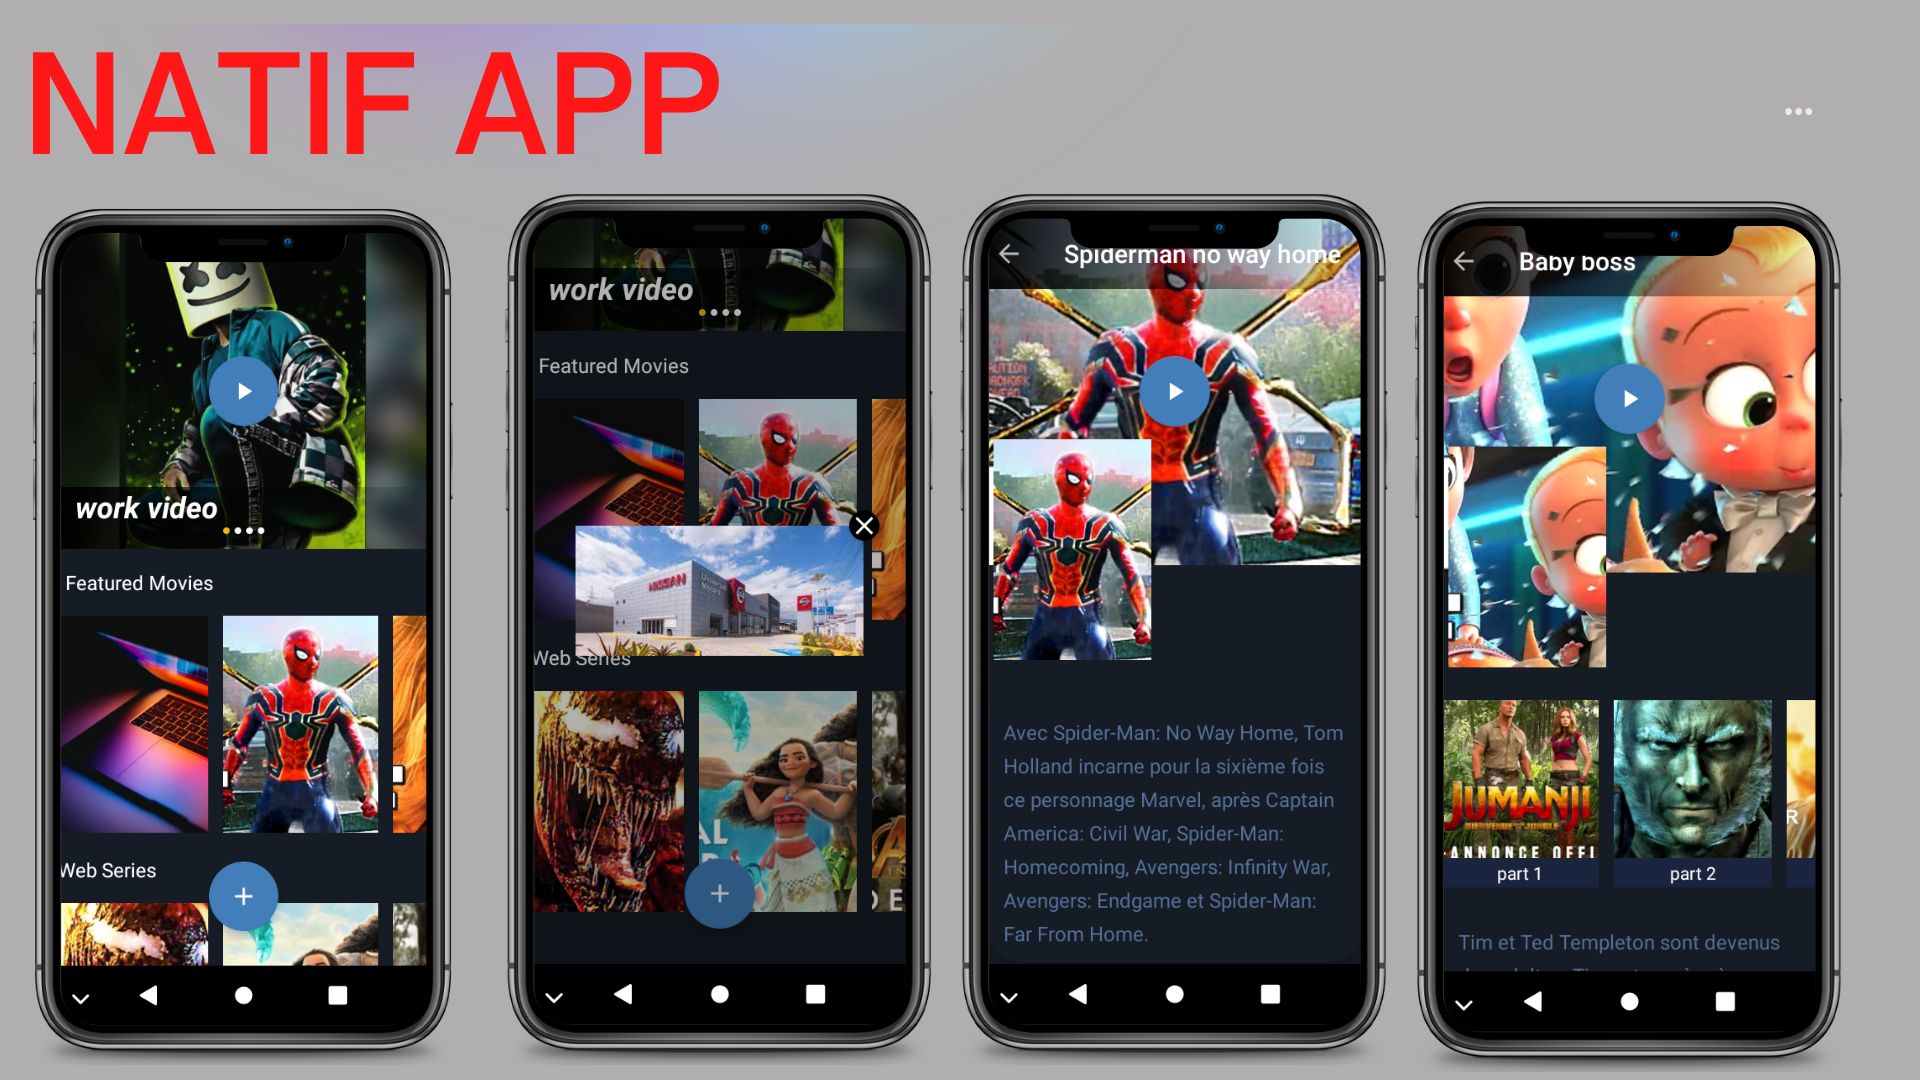 NATIF APP
work video
Featured Movies
Web Series
work video
Featured Movies
NISSAN
Web Series
Spiderman no way home
Avec Spider-Man: No Way Home, Tom
Holland incarne pour la sixième fois
ce personnage Marvel, après Captain
America: Civil War, Spider-Man:
Homecoming, Avengers: Infinity War,
Avengers: Endgame et Spider-Man:
Far From Home.
Baby boss
JUMANJI
part 1
part 2
Tim et Ted Templeton sont devenus